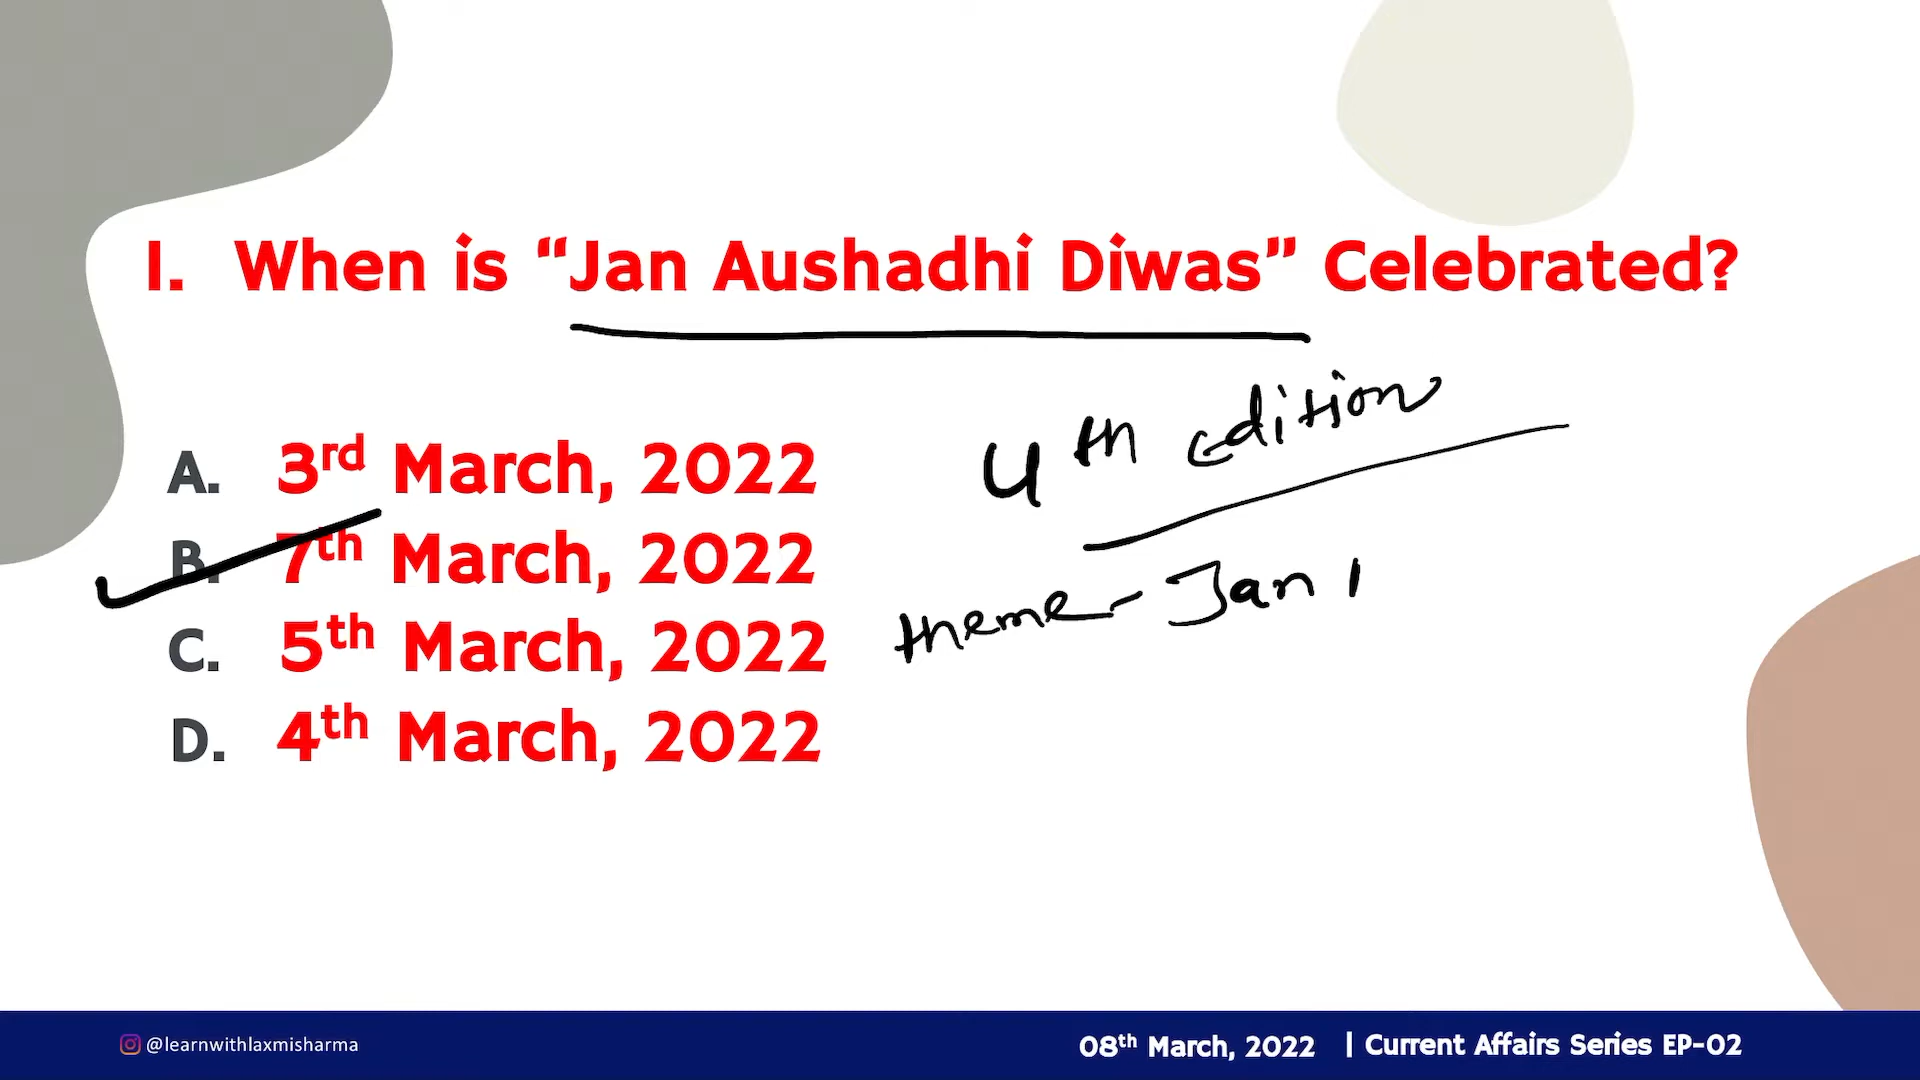 1. When is “Jan Aushadhi Diwas” Celebrated?
A. 3rd March, 2022
B. 7th March, 2022
C. 5th March, 2022
D. 4th March, 2022
4th edition
theme - Jan
@learnwithlaxmisharma
08th March, 2022 | Current Affairs Series EP-02